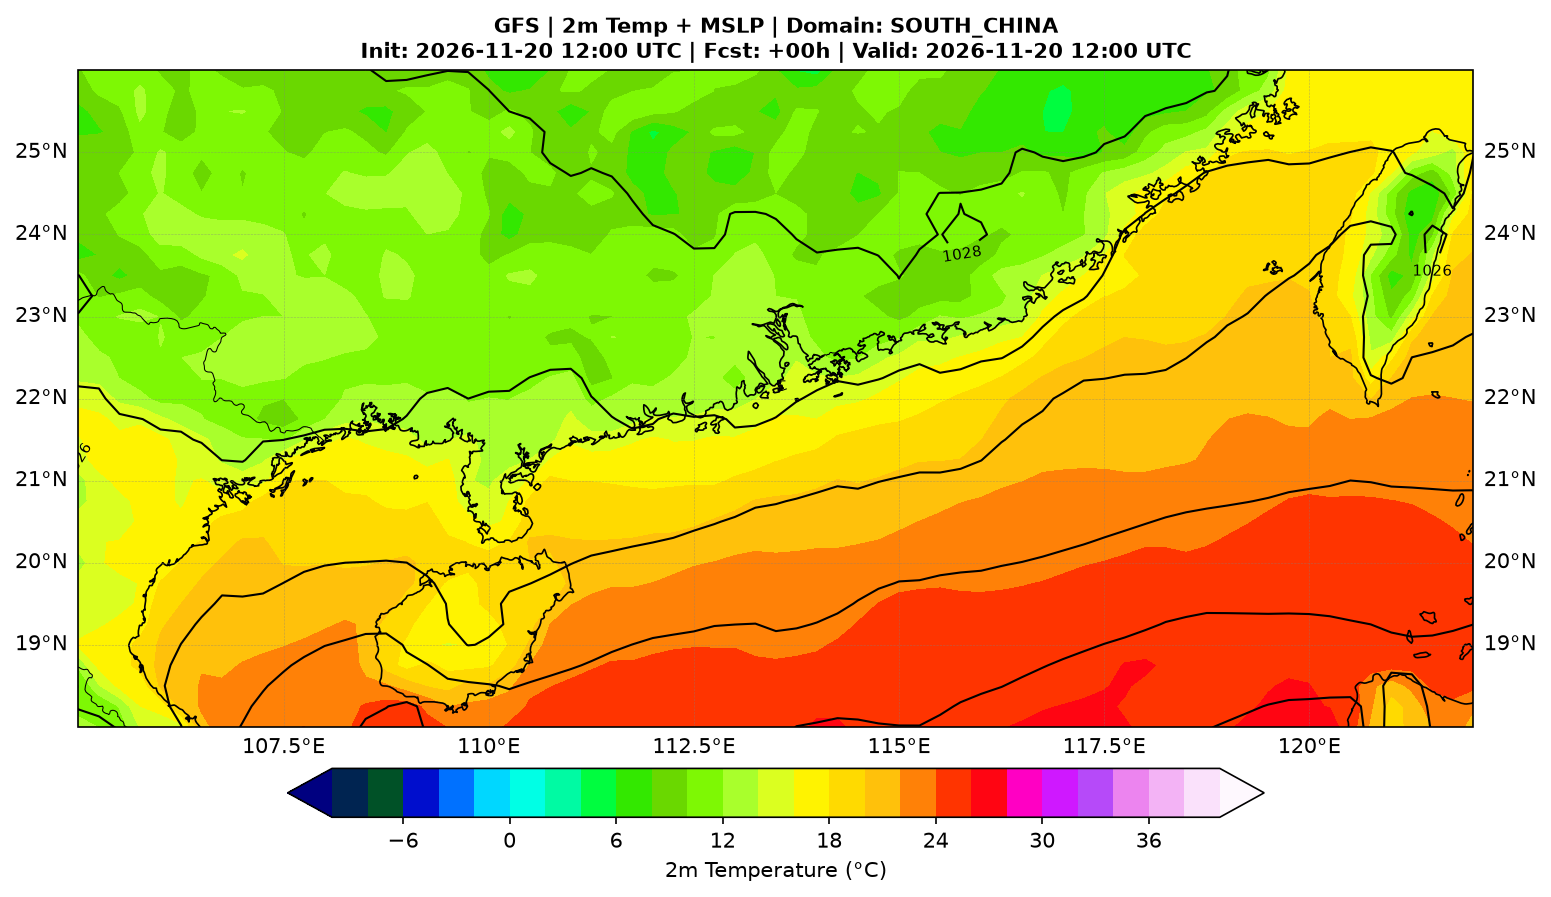 GFS | 2m Temp + MSLP | Domain: SOUTH_CHINA
Init: 2026-11-20 12:00 UTC | Fcst: +00h | Valid: 2026-11-20 12:00 UTC
25°N 25°N
24°N 24°N
1028
1026
23°N 23°N
22°N 22°N
26
21°N 21°N
20°N 20°N
19°N 19°N
107.5°E 110°E 112.5°E 115°E 117.5°E 120°E
−6 0 6 12 18 24 30 36
2m Temperature (°C)